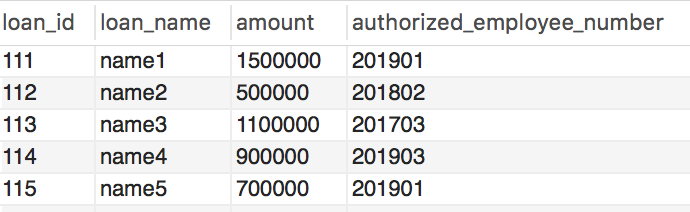 loan_id loan_name amount authorized_employee_number
111 name1 1500000 201901
112 name2 500000 201802
113 name3 1100000 201703
114 name4 900000 201903
115 name5 700000 201901